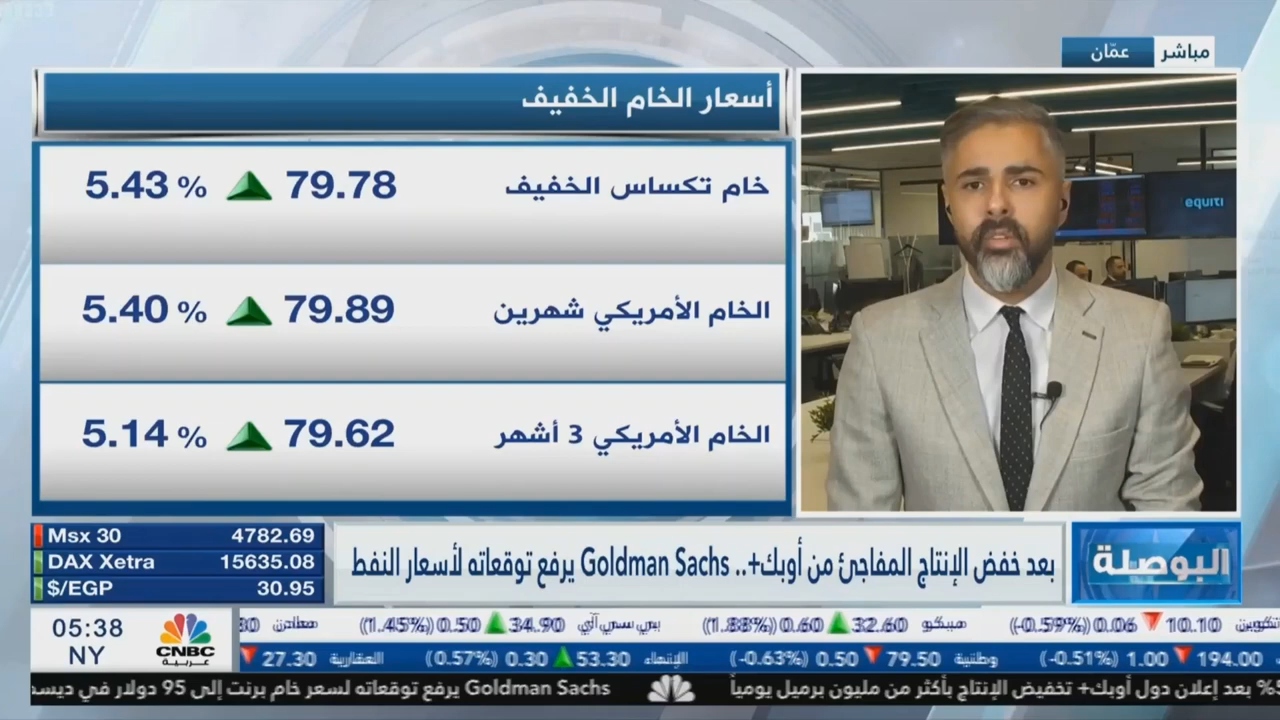 مباشر عمّان
أسعار الخام الخفيف
خام تكساس الخفيف 79.78 5.43 %
الخام الأمريكي شهرين 79.89 5.40 %
الخام الأمريكي 3 أشهر 79.62 5.14 %
equiti
البوصلة
بعد خفض الإنتاج المفاجئ من أوبك+.. Goldman Sachs يرفع توقعاته لأسعار النفط
Msx 30 4782.69
DAX Xetra 15635.08
$/EGP 30.95
05:38
NY
CNBC
عربية
10.10 0.06 (-0.59%) مبكو 32.60 0.60 (1.88%) بي سي آي 34.90 0.50 (1.45%) معادن
194.00 1.00 (-0.51%) وطنية 79.50 0.50 (-0.63%) الإنماء 53.30 0.30 (0.57%) العقارية 27.30
% بعد إعلان دول أوبك+ تخفيض الإنتاج بأكثر من مليون برميل يومياً Goldman Sachs يرفع توقعاته لسعر خام برنت إلى 95 دولار في